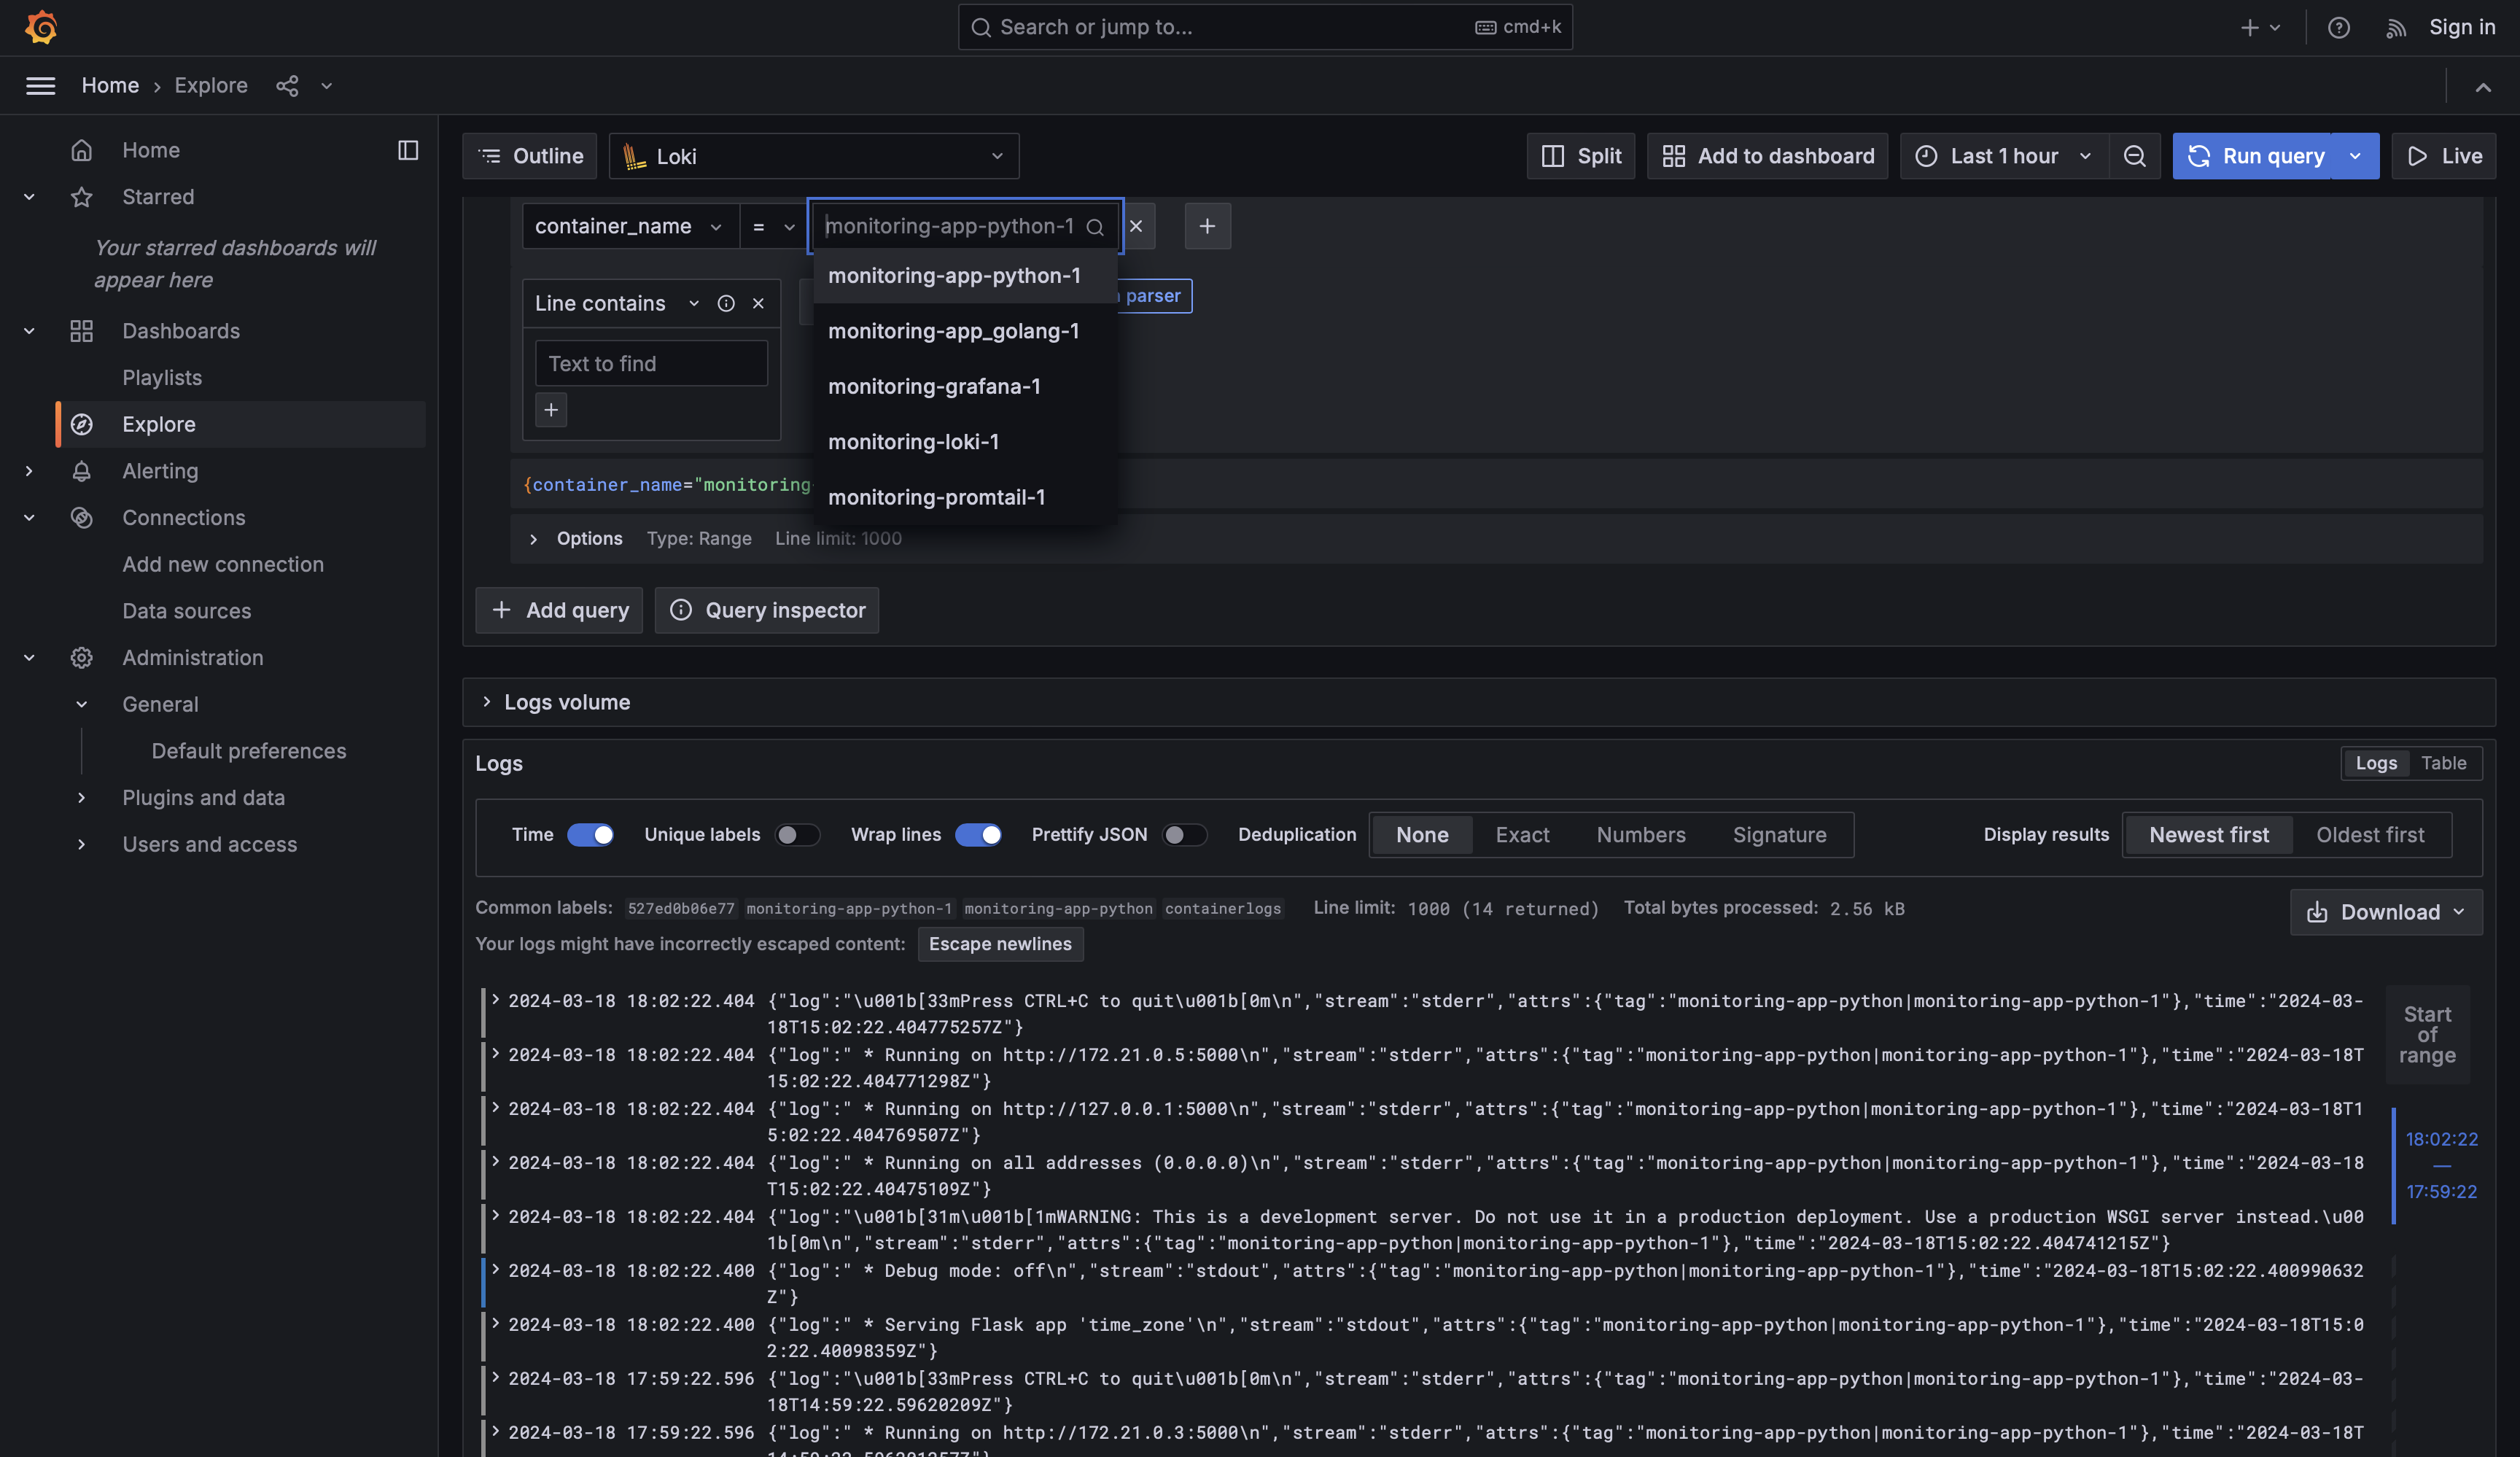 Search or jump to...
cmd+k
Sign in
Home › Explore
Home
Starred
Your starred dashboards will
appear here
Dashboards
Playlists
Explore
Alerting
Connections
Add new connection
Data sources
Administration
General
Default preferences
Plugins and data
Users and access
Outline
Loki
Split
Add to dashboard
Last 1 hour
Run query
Live
container_name
=
monitoring-app-python-1
monitoring-app-python-1
monitoring-app_golang-1
monitoring-grafana-1
monitoring-loki-1
monitoring-promtail-1
Line contains
parser
Text to find
{container_name="monitoring-
Options Type: Range Line limit: 1000
Add query
Query inspector
Logs volume
Logs
Logs Table
Time
Unique labels
Wrap lines
Prettify JSON
Deduplication
None Exact Numbers Signature
Display results
Newest first Oldest first
Common labels: 527ed0b06e77 monitoring-app-python-1 monitoring-app-python containerlogs Line limit: 1000 (14 returned) Total bytes processed: 2.56 kB
Download
Your logs might have incorrectly escaped content: Escape newlines
2024-03-18 18:02:22.404 {"log":"\u001b[33mPress CTRL+C to quit\u001b[0m\n","stream":"stderr","attrs":{"tag":"monitoring-app-python|monitoring-app-python-1"},"time":"2024-03-
18T15:02:22.404775257Z"}
2024-03-18 18:02:22.404 {"log":" * Running on http://172.21.0.5:5000\n","stream":"stderr","attrs":{"tag":"monitoring-app-python|monitoring-app-python-1"},"time":"2024-03-18T
15:02:22.404771298Z"}
2024-03-18 18:02:22.404 {"log":" * Running on http://127.0.0.1:5000\n","stream":"stderr","attrs":{"tag":"monitoring-app-python|monitoring-app-python-1"},"time":"2024-03-18T1
5:02:22.404769507Z"}
2024-03-18 18:02:22.404 {"log":" * Running on all addresses (0.0.0.0)\n","stream":"stderr","attrs":{"tag":"monitoring-app-python|monitoring-app-python-1"},"time":"2024-03-18
T15:02:22.40475109Z"}
2024-03-18 18:02:22.404 {"log":"\u001b[31m\u001b[1mWARNING: This is a development server. Do not use it in a production deployment. Use a production WSGI server instead.\u00
1b[0m\n","stream":"stderr","attrs":{"tag":"monitoring-app-python|monitoring-app-python-1"},"time":"2024-03-18T15:02:22.404741215Z"}
2024-03-18 18:02:22.400 {"log":" * Debug mode: off\n","stream":"stdout","attrs":{"tag":"monitoring-app-python|monitoring-app-python-1"},"time":"2024-03-18T15:02:22.400990632
Z"}
2024-03-18 18:02:22.400 {"log":" * Serving Flask app 'time_zone'\n","stream":"stdout","attrs":{"tag":"monitoring-app-python|monitoring-app-python-1"},"time":"2024-03-18T15:0
2:22.40098359Z"}
2024-03-18 17:59:22.596 {"log":"\u001b[33mPress CTRL+C to quit\u001b[0m\n","stream":"stderr","attrs":{"tag":"monitoring-app-python|monitoring-app-python-1"},"time":"2024-03-
18T14:59:22.59620209Z"}
2024-03-18 17:59:22.596 {"log":" * Running on http://172.21.0.3:5000\n","stream":"stderr","attrs":{"tag":"monitoring-app-python|monitoring-app-python-1"},"time":"2024-03-18T
Start
of
range
18:02:22
—
17:59:22